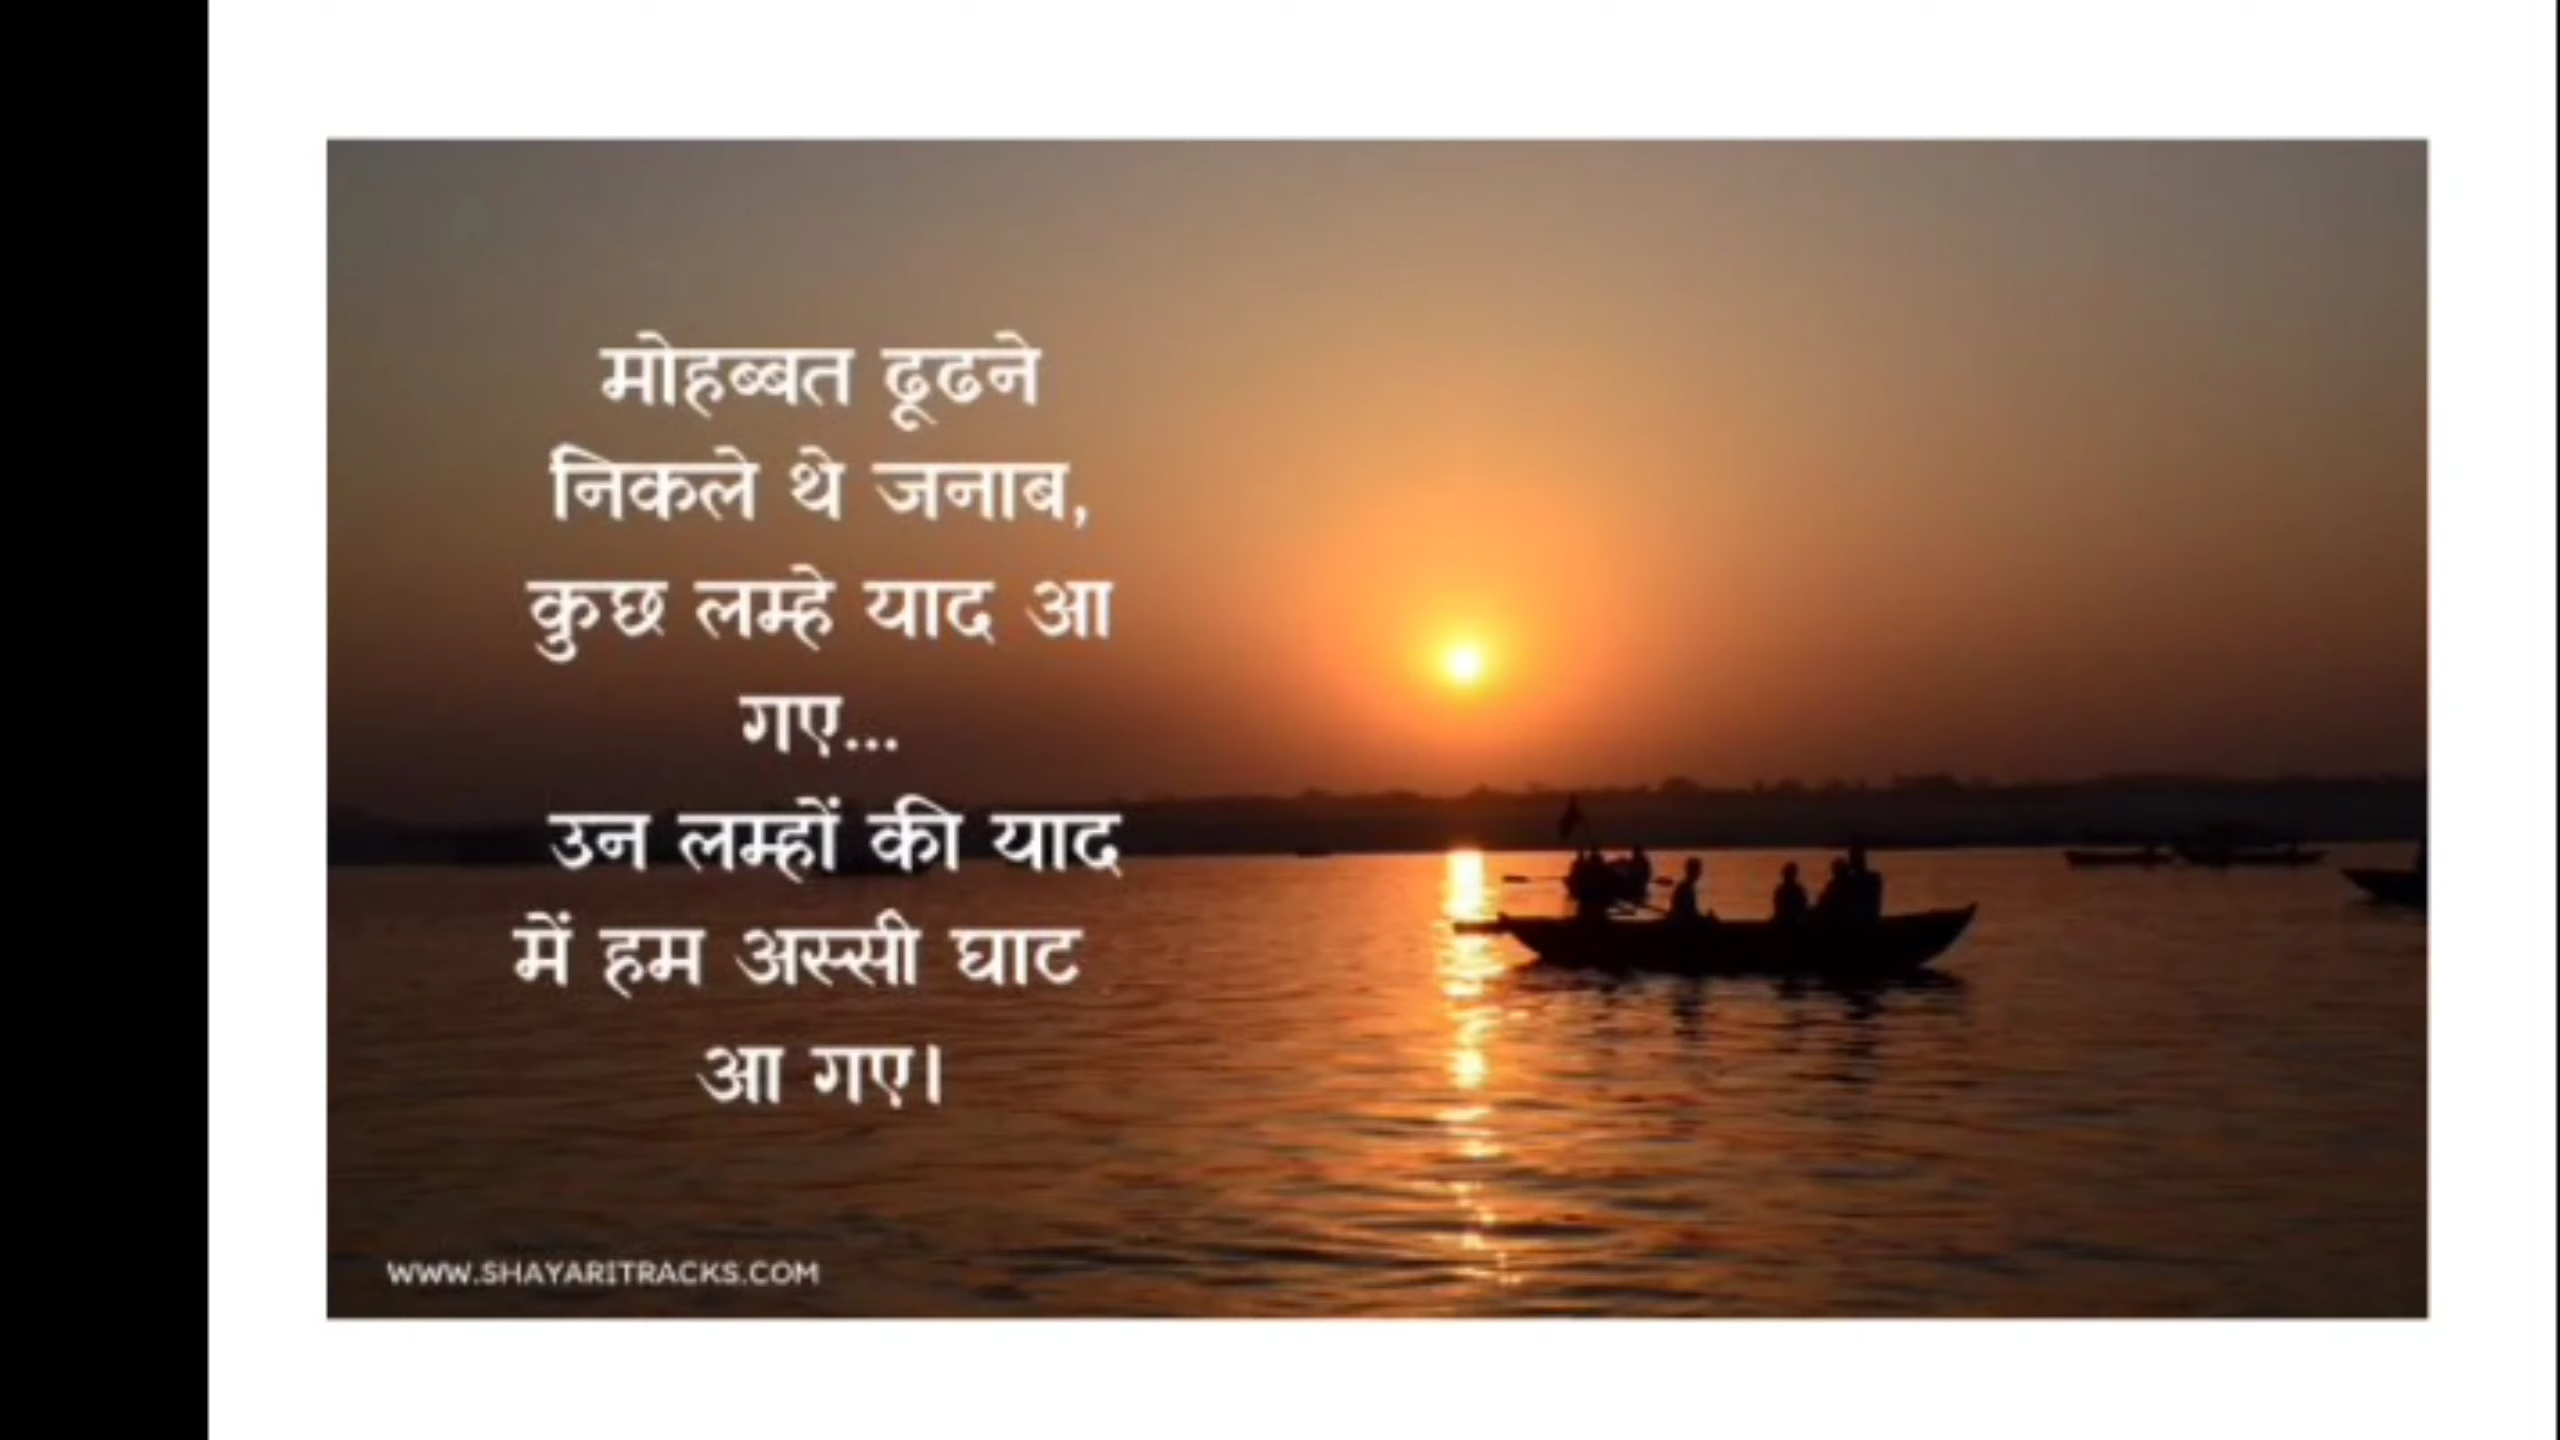 मोहब्बत ढूढने
निकले थे जनाब,
कुछ लम्हे याद आ
गए...
उन लम्हों की याद
में हम अस्सी घाट
आ गए।
WWW.SHAYARITRACKS.COM